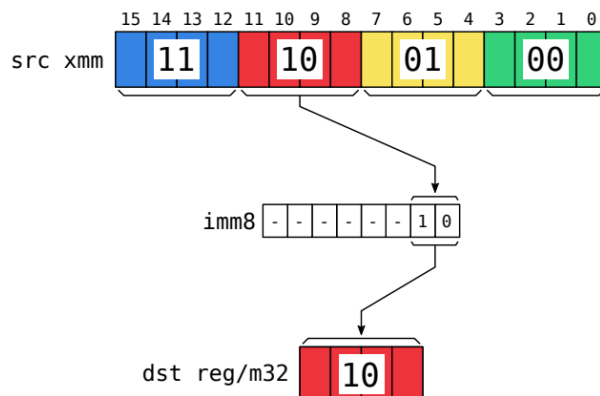 15 14 13 12 11 10 9 8 7 6 5 4 3 2 1 0
src xmm 11 10 01 00
imm8 - - - - - - 1 0
dst reg/m32 10